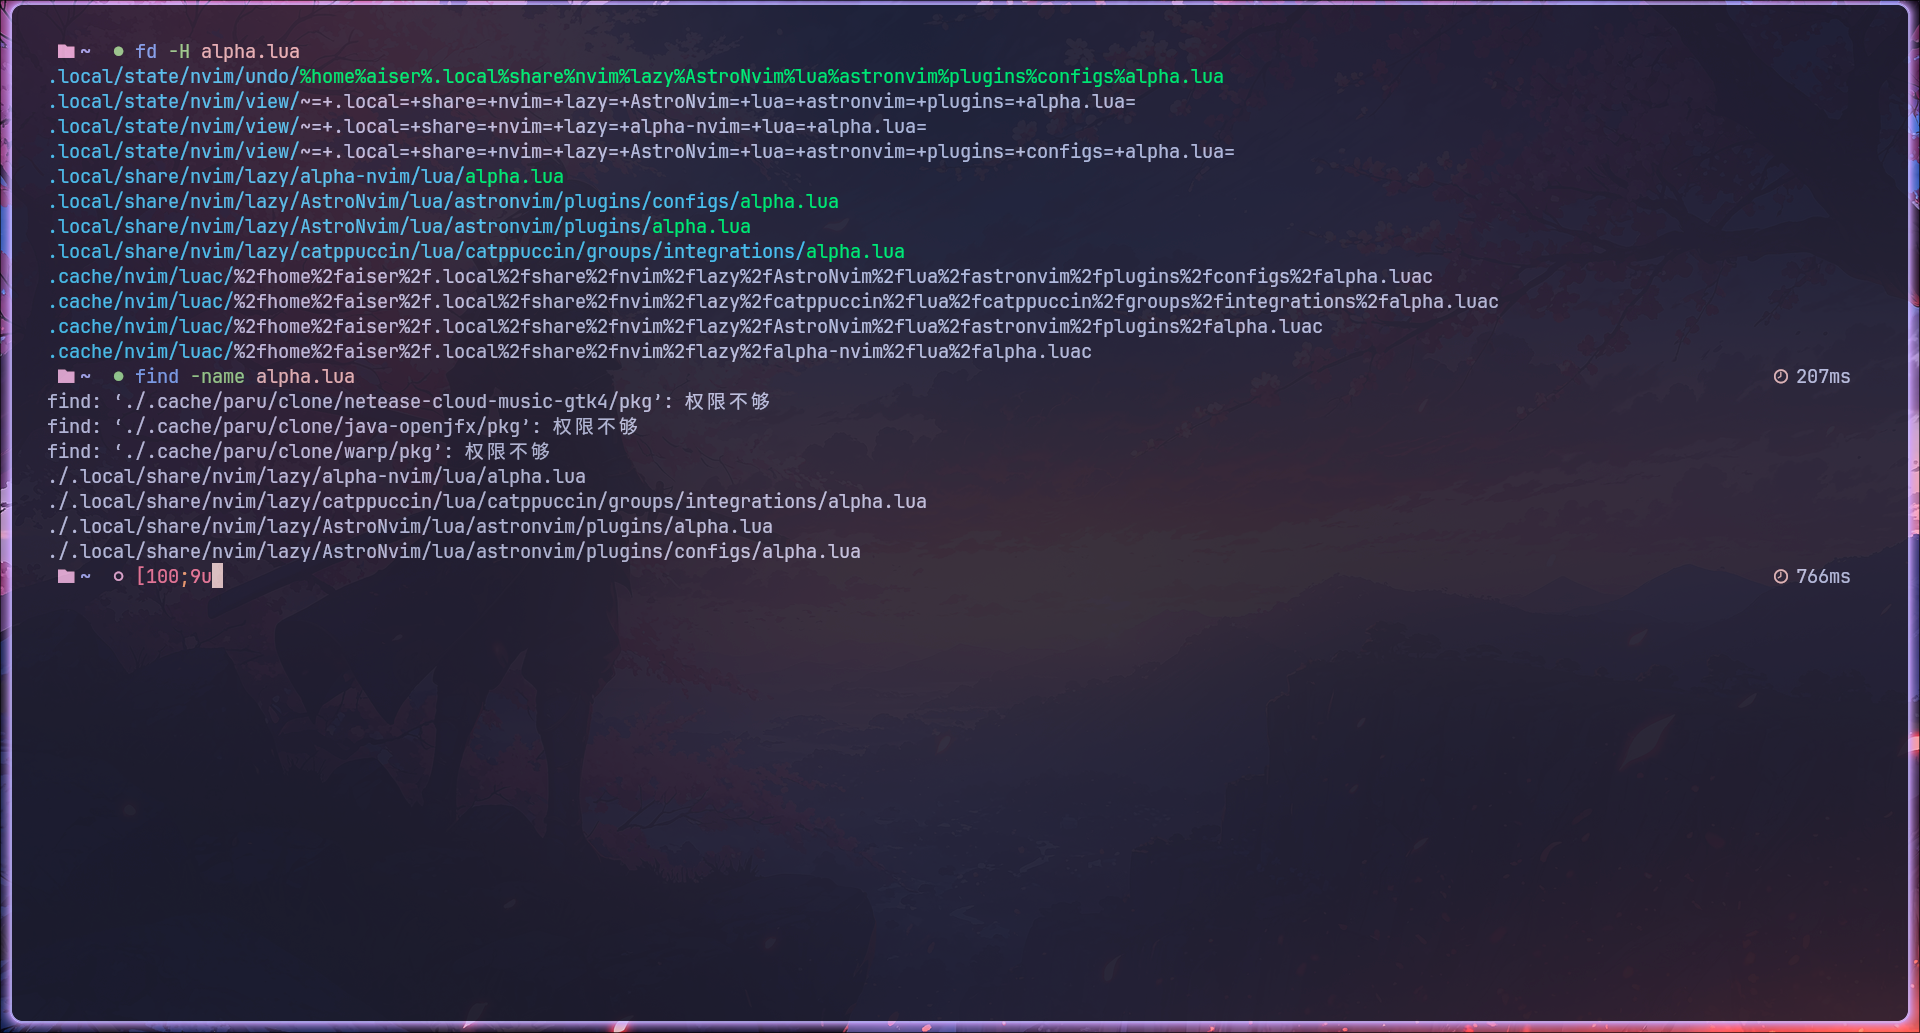 ~ ● fd -H alpha.lua
.local/state/nvim/undo/%home%aiser%.local%share%nvim%lazy%AstroNvim%lua%astronvim%plugins%configs%alpha.lua
.local/state/nvim/view/~=+.local=+share=+nvim=+lazy=+AstroNvim=+lua=+astronvim=+plugins=+alpha.lua=
.local/state/nvim/view/~=+.local=+share=+nvim=+lazy=+alpha-nvim=+lua=+alpha.lua=
.local/state/nvim/view/~=+.local=+share=+nvim=+lazy=+AstroNvim=+lua=+astronvim=+plugins=+configs=+alpha.lua=
.local/share/nvim/lazy/alpha-nvim/lua/alpha.lua
.local/share/nvim/lazy/AstroNvim/lua/astronvim/plugins/configs/alpha.lua
.local/share/nvim/lazy/AstroNvim/lua/astronvim/plugins/alpha.lua
.local/share/nvim/lazy/catppuccin/lua/catppuccin/groups/integrations/alpha.lua
.cache/nvim/luac/%2fhome%2faiser%2f.local%2fshare%2fnvim%2flazy%2fAstroNvim%2flua%2fastronvim%2fplugins%2fconfigs%2falpha.luac
.cache/nvim/luac/%2fhome%2faiser%2f.local%2fshare%2fnvim%2flazy%2fcatppuccin%2flua%2fcatppuccin%2fgroups%2fintegrations%2falpha.luac
.cache/nvim/luac/%2fhome%2faiser%2f.local%2fshare%2fnvim%2flazy%2fAstroNvim%2flua%2fastronvim%2fplugins%2falpha.luac
.cache/nvim/luac/%2fhome%2faiser%2f.local%2fshare%2fnvim%2flazy%2falpha-nvim%2flua%2falpha.luac
~ ● find -name alpha.lua 207ms
find: ‘./.cache/paru/clone/netease-cloud-music-gtk4/pkg’: 权限不够
find: ‘./.cache/paru/clone/java-openjfx/pkg’: 权限不够
find: ‘./.cache/paru/clone/warp/pkg’: 权限不够
./.local/share/nvim/lazy/alpha-nvim/lua/alpha.lua
./.local/share/nvim/lazy/catppuccin/lua/catppuccin/groups/integrations/alpha.lua
./.local/share/nvim/lazy/AstroNvim/lua/astronvim/plugins/alpha.lua
./.local/share/nvim/lazy/AstroNvim/lua/astronvim/plugins/configs/alpha.lua
~ ○ [100;9u 766ms